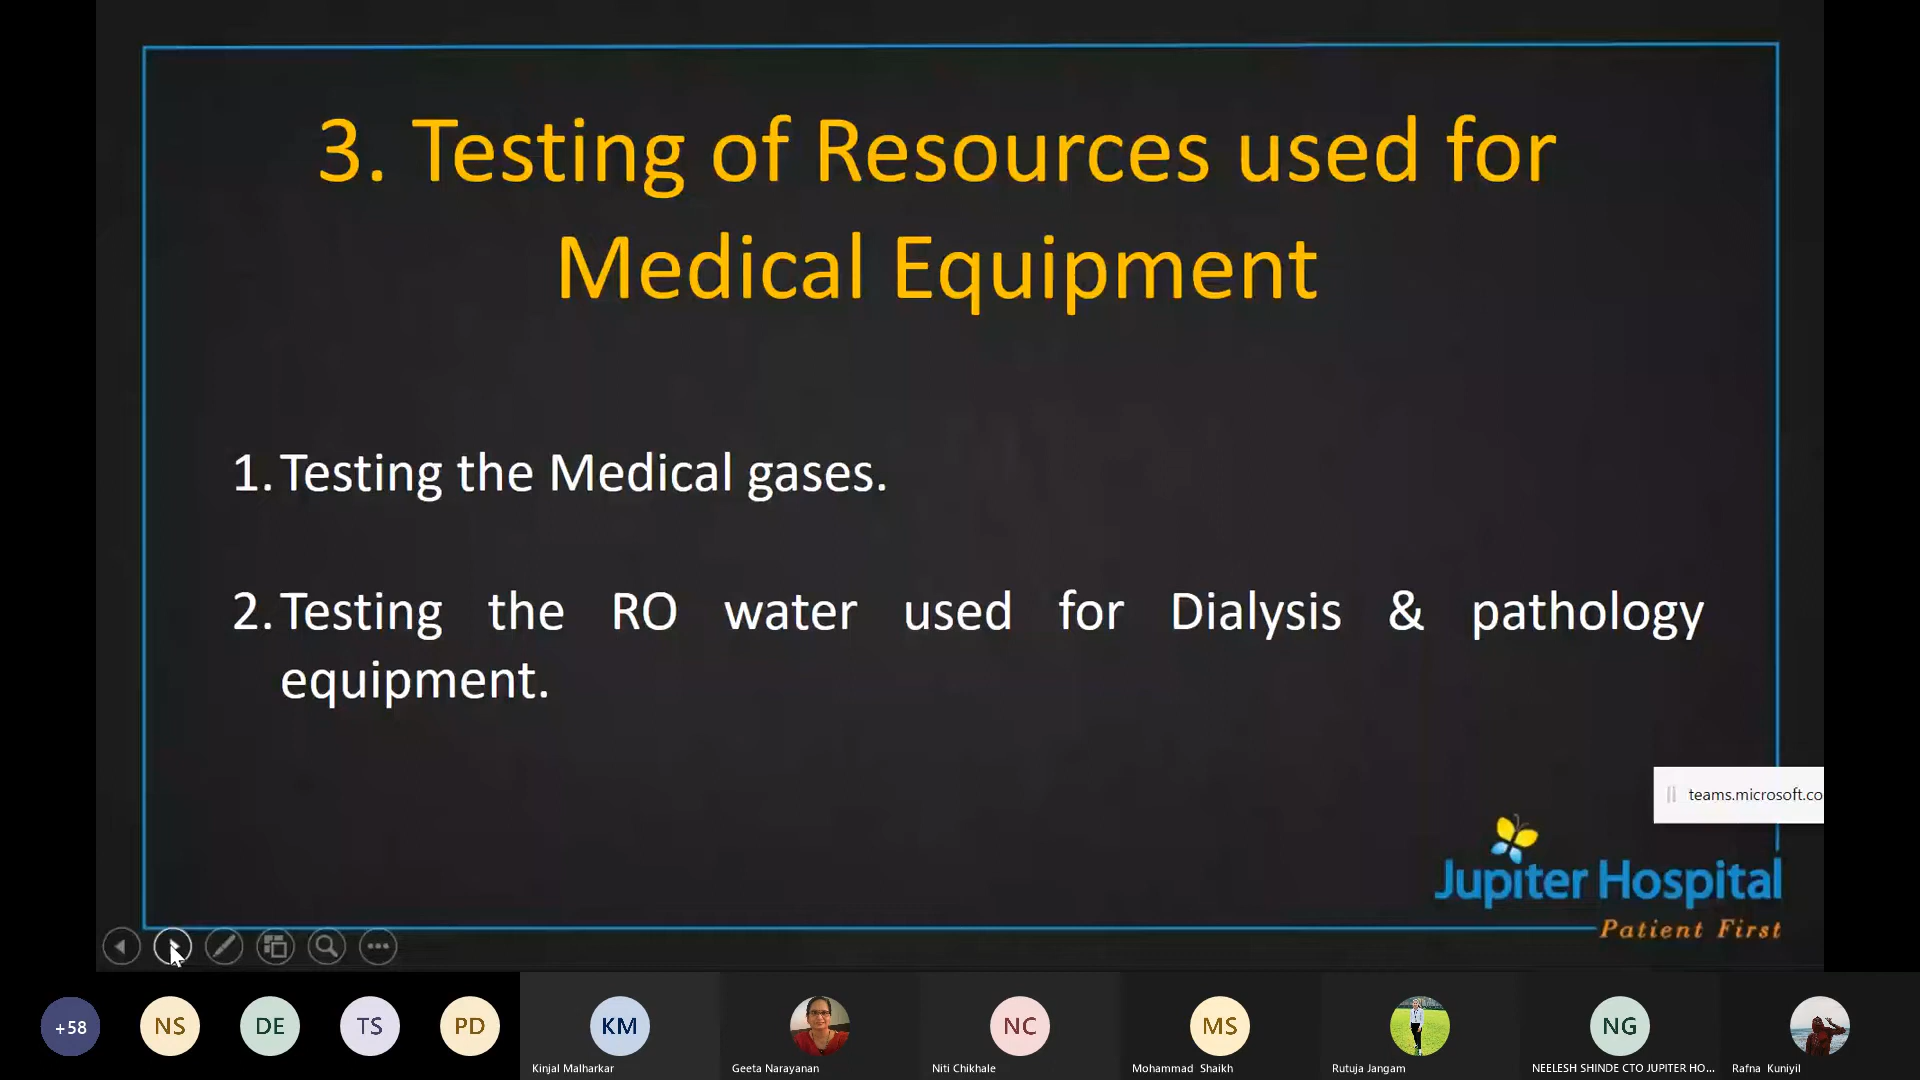 3. Testing of Resources used for
Medical Equipment
1. Testing the Medical gases.
2. Testing the RO water used for Dialysis & pathology
equipment.
teams.microsoft.co
Jupiter Hospital
Patient First
+58
NS
DE
TS
PD
KM
NC
MS
NG
Kinjal Malharkar
Geeta Narayanan
Niti Chikhale
Mohammad Shaikh
Rutuja Jangam
NEELESH SHINDE CTO JUPITER HO...
Rafna Kuniyil